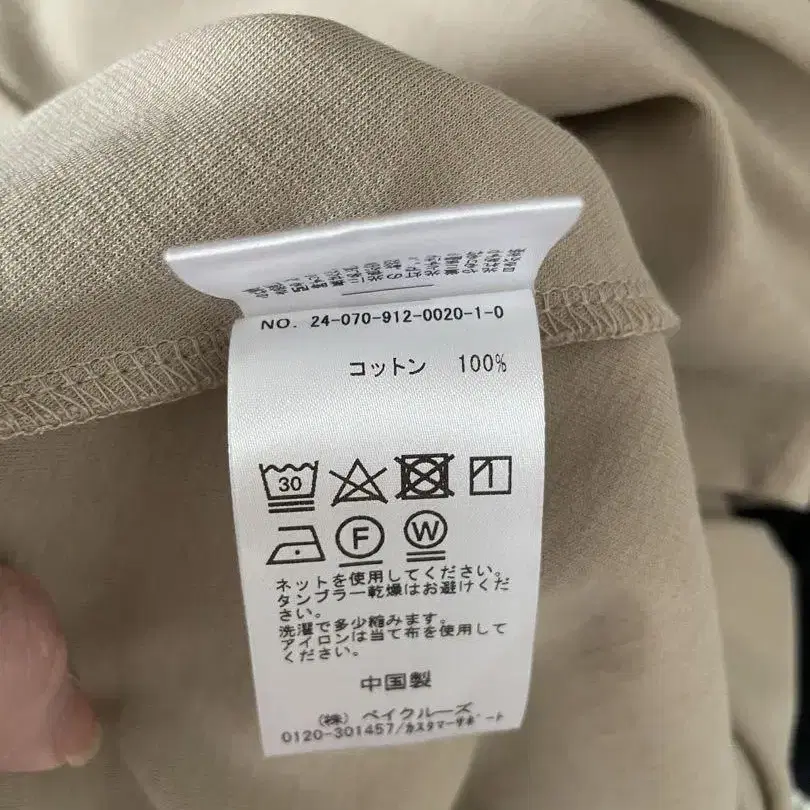 NO. 24-070-912-0020-1-0
コットン 100%
30
F
W
ネットを使用してください。
タンブラー乾燥はお避けくだ
さい。
洗濯で多少縮みます。
アイロンは当て布を使用して
ください。
中国製
(株) ベイクルーズ
0120-301457/カスタマーサポート